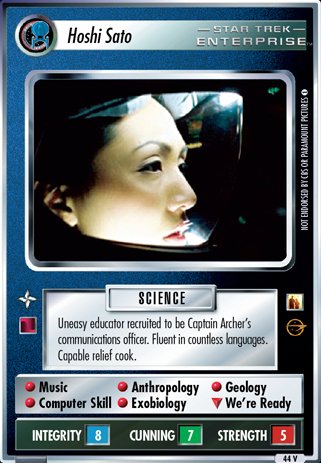 Hoshi Sato
STAR TREK
ENTERPRISE™
NOT ENDORSED BY CBS OR PARAMOUNT PICTURES
SCIENCE
Uneasy educator recruited to be Captain Archer's
communications officer. Fluent in countless languages.
Capable relief cook.
Music Anthropology Geology
Computer Skill Exobiology We're Ready
INTEGRITY 8 CUNNING 7 STRENGTH 5
44 V